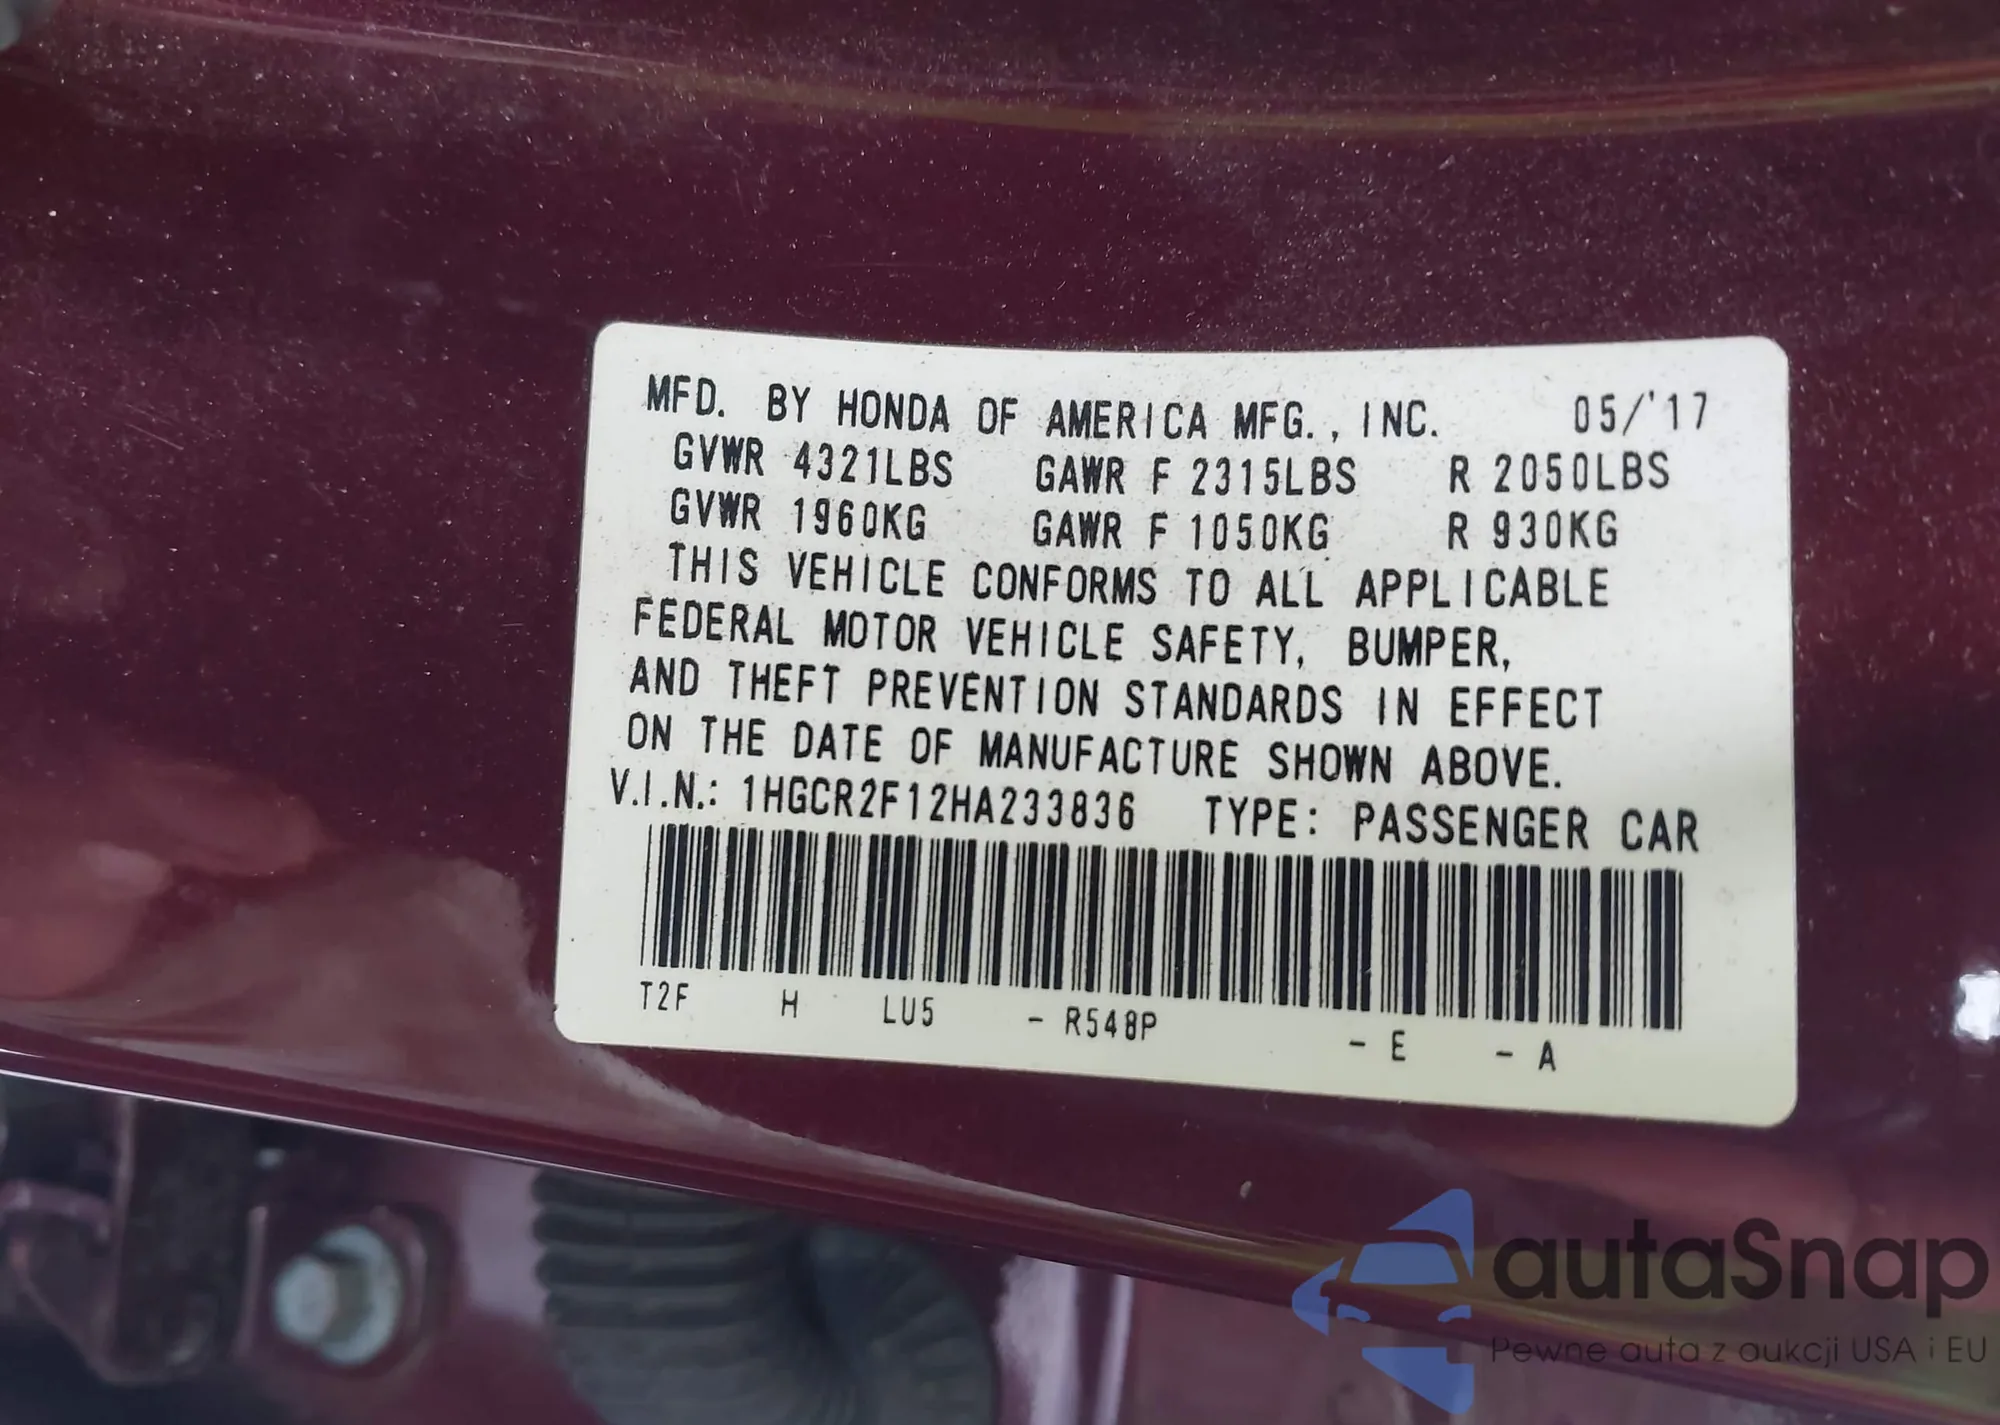 MFD. BY HONDA OF AMERICA MFG., INC. 05/'17
GVWR 4321LBS GAWR F 2315LBS R 2050LBS
GVWR 1960KG GAWR F 1050KG R 930KG
THIS VEHICLE CONFORMS TO ALL APPLICABLE
FEDERAL MOTOR VEHICLE SAFETY, BUMPER,
AND THEFT PREVENTION STANDARDS IN EFFECT
ON THE DATE OF MANUFACTURE SHOWN ABOVE.
V.I.N.: 1HGCR2F12HA233836 TYPE: PASSENGER CAR
T2F H LU5 - R548P - E - A
autaSnap
Pewne auta z aukcji USA i EU